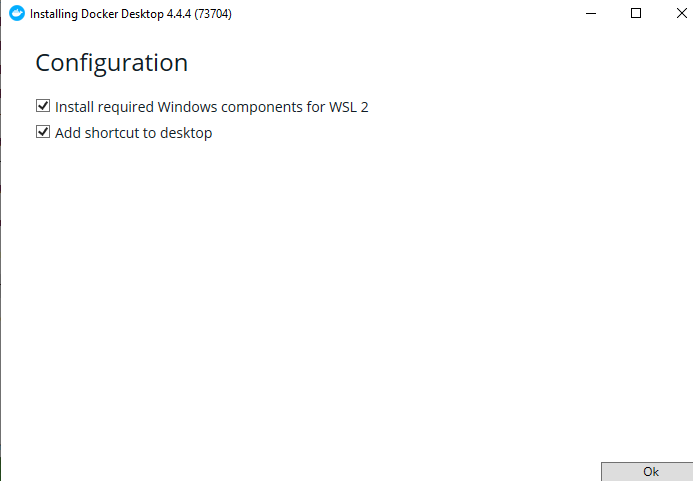 Installing Docker Desktop 4.4.4 (73704)
Configuration
Install required Windows components for WSL 2
Add shortcut to desktop
Ok